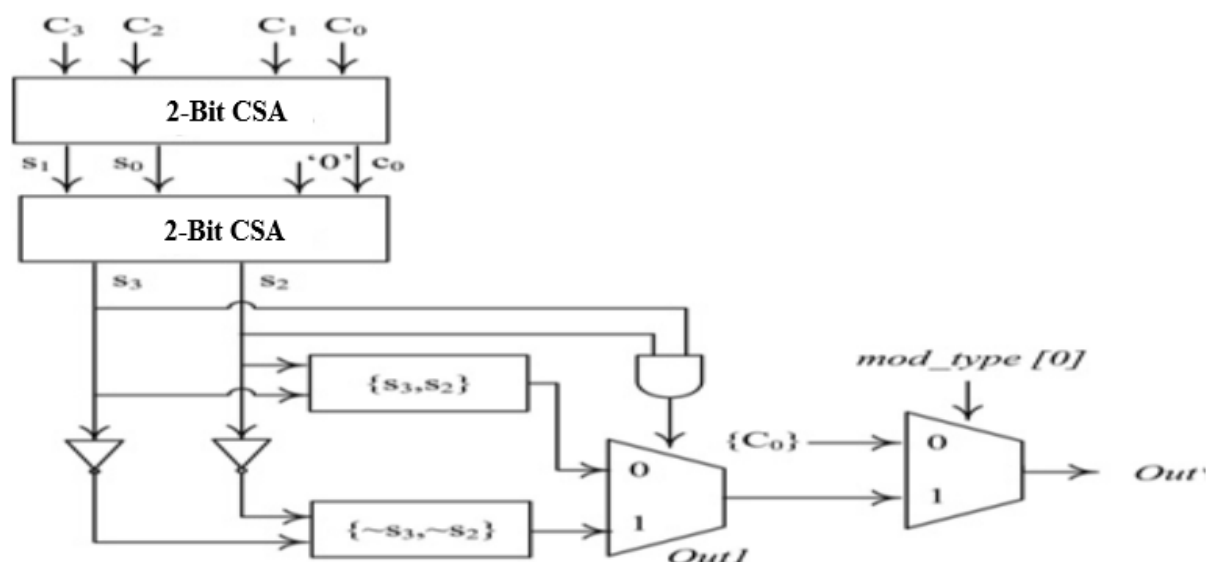 C₃ C₂ C₁ C₀
2-Bit CSA
s₁ s₀ ‘0’ c₀
2-Bit CSA
s₃ s₂
mod_type [0]
{s₃,s₂}
{C₀} 0
0 Out
1
{~s₃,~s₂} 1
Out1